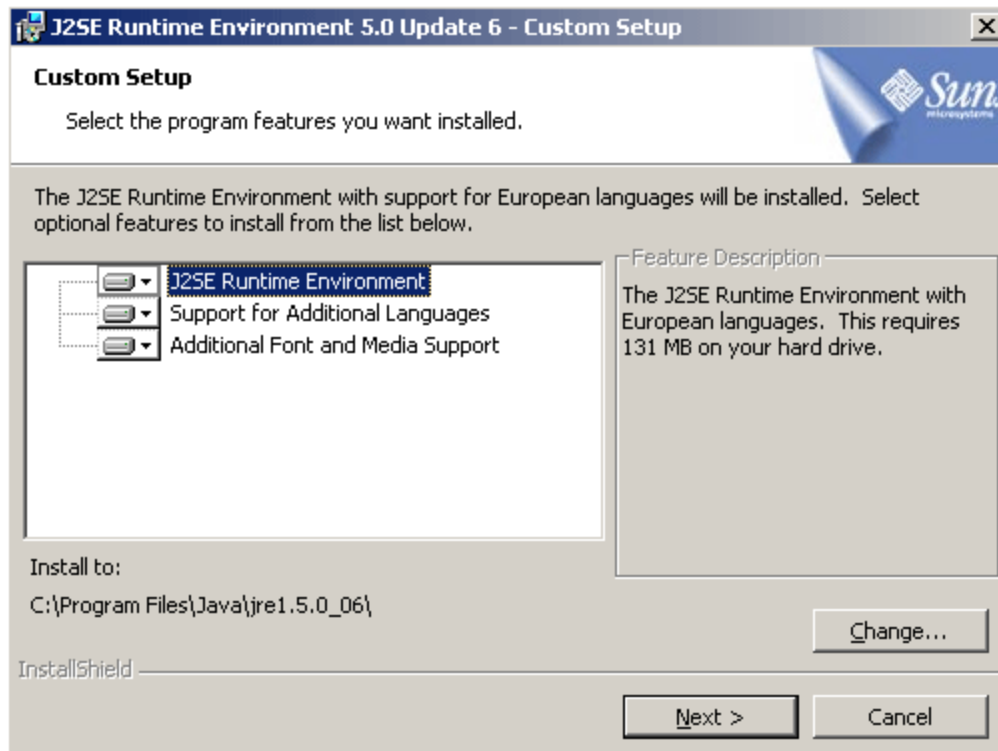 J2SE Runtime Environment 5.0 Update 6 - Custom Setup
Custom Setup
Select the program features you want installed.
Sun
microsystems
The J2SE Runtime Environment with support for European languages will be installed.  Select
optional features to install from the list below.
J2SE Runtime Environment
Support for Additional Languages
Additional Font and Media Support
Feature Description
The J2SE Runtime Environment with
European languages.  This requires
131 MB on your hard drive.
Install to:
C:\Program Files\Java\jre1.5.0_06\
Change...
InstallShield
Next >
Cancel